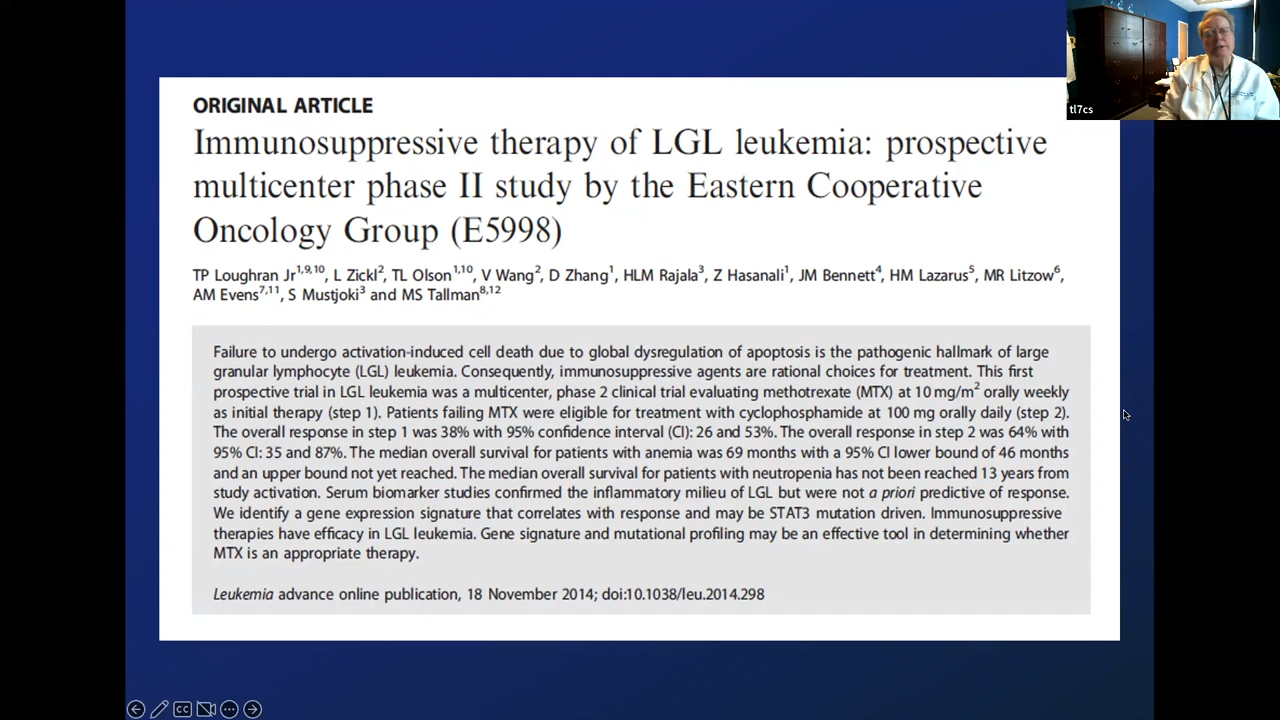 tl7cs
ORIGINAL ARTICLE
Immunosuppressive therapy of LGL leukemia: prospective
multicenter phase II study by the Eastern Cooperative
Oncology Group (E5998)
TP Loughran Jr1,9,10, L Zickl2, TL Olson1,10, V Wang2, D Zhang1, HLM Rajala3, Z Hasanali1, JM Bennett4, HM Lazarus5, MR Litzow6,
AM Evens7,11, S Mustjoki3 and MS Tallman8,12
Failure to undergo activation-induced cell death due to global dysregulation of apoptosis is the pathogenic hallmark of large
granular lymphocyte (LGL) leukemia. Consequently, immunosuppressive agents are rational choices for treatment. This first
prospective trial in LGL leukemia was a multicenter, phase 2 clinical trial evaluating methotrexate (MTX) at 10 mg/m2 orally weekly
as initial therapy (step 1). Patients failing MTX were eligible for treatment with cyclophosphamide at 100 mg orally daily (step 2).
The overall response in step 1 was 38% with 95% confidence interval (CI): 26 and 53%. The overall response in step 2 was 64% with
95% CI: 35 and 87%. The median overall survival for patients with anemia was 69 months with a 95% CI lower bound of 46 months
and an upper bound not yet reached. The median overall survival for patients with neutropenia has not been reached 13 years from
study activation. Serum biomarker studies confirmed the inflammatory milieu of LGL but were not a priori predictive of response.
We identify a gene expression signature that correlates with response and may be STAT3 mutation driven. Immunosuppressive
therapies have efficacy in LGL leukemia. Gene signature and mutational profiling may be an effective tool in determining whether
MTX is an appropriate therapy.
Leukemia advance online publication, 18 November 2014; doi:10.1038/leu.2014.298
CC